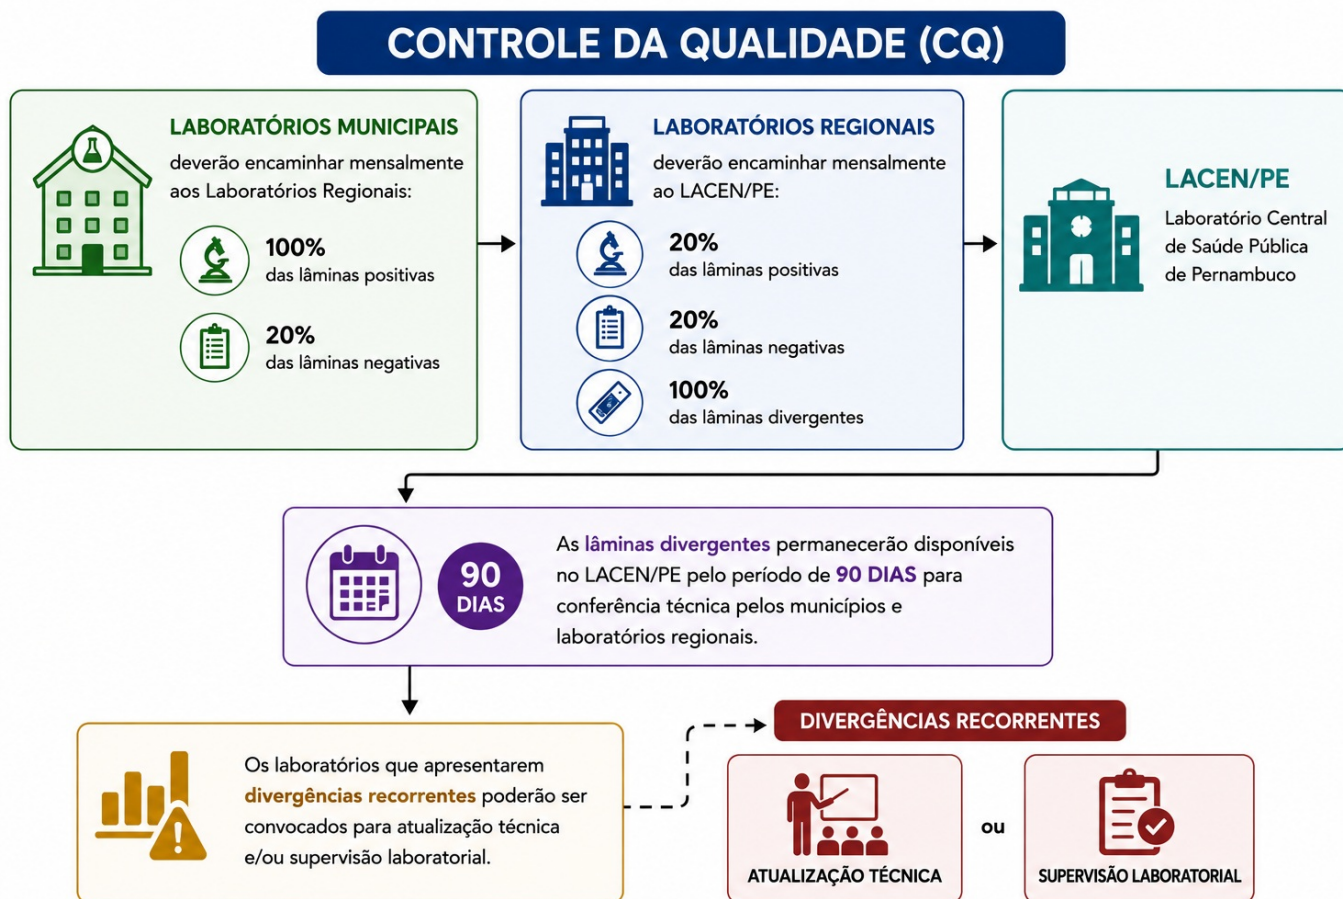 CONTROLE DA QUALIDADE (CQ)
LABORATÓRIOS MUNICIPAIS
deverão encaminhar mensalmente
aos Laboratórios Regionais:
100%
das lâminas positivas
20%
das lâminas negativas
LABORATÓRIOS REGIONAIS
deverão encaminhar mensalmente
ao LACEN/PE:
20%
das lâminas positivas
20%
das lâminas negativas
100%
das lâminas divergentes
LACEN/PE
Laboratório Central
de Saúde Pública
de Pernambuco
90
DIAS
As lâminas divergentes permanecerão disponíveis
no LACEN/PE pelo período de 90 DIAS para
conferência técnica pelos municípios e
laboratórios regionais.
Os laboratórios que apresentarem
divergências recorrentes poderão ser
convocados para atualização técnica
e/ou supervisão laboratorial.
DIVERGÊNCIAS RECORRENTES
ATUALIZAÇÃO TÉCNICA
ou
SUPERVISÃO LABORATORIAL